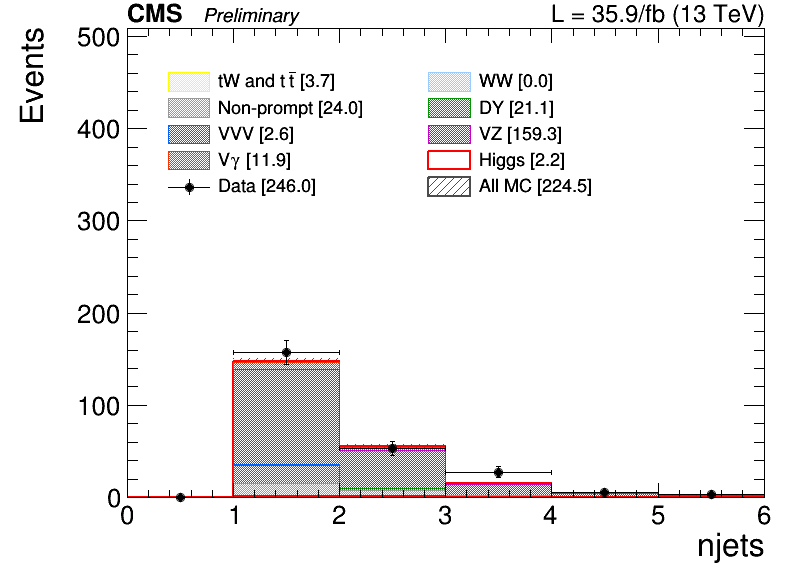 CMS Preliminary L = 35.9/fb (13 TeV)
Events
500
400
300
200
100
0
tW and t t̄ [3.7]
Non-prompt [24.0]
VVV [2.6]
Vγ [11.9]
Data [246.0]
WW [0.0]
DY [21.1]
VZ [159.3]
Higgs [2.2]
All MC [224.5]
0 1 2 3 4 5 6
njets